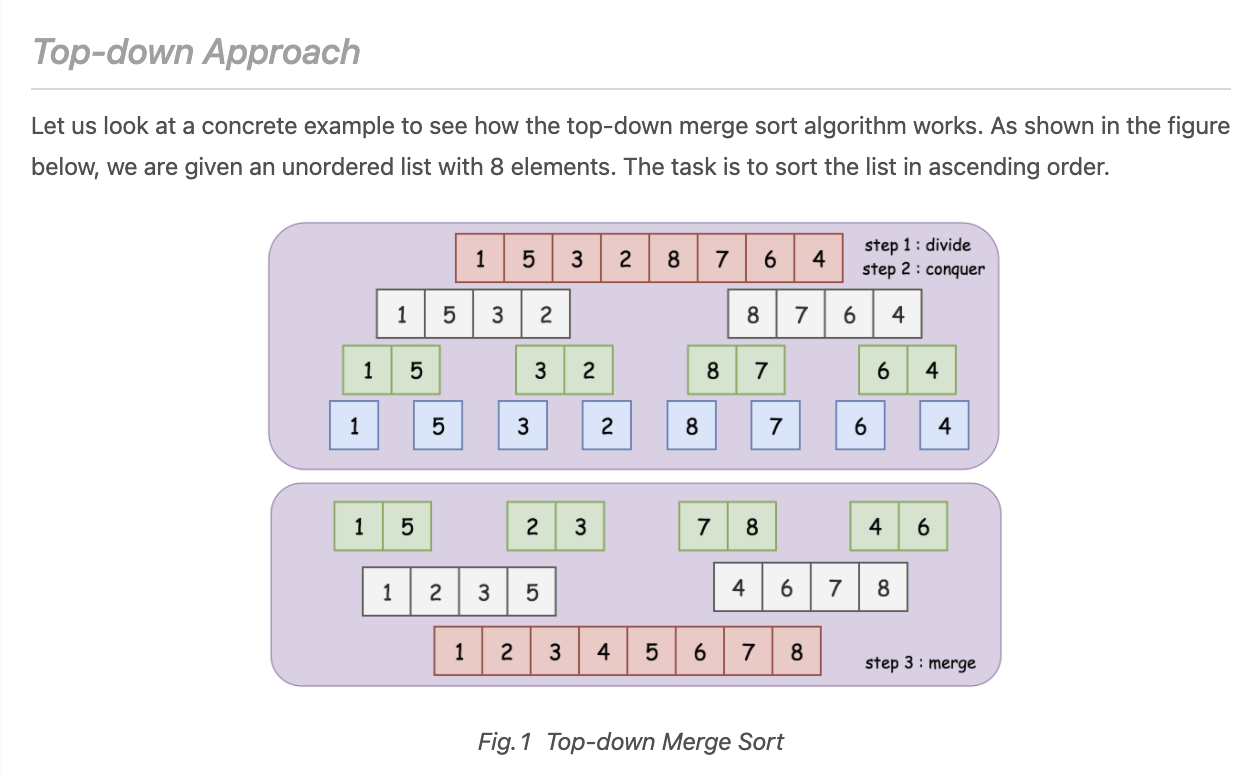 Top-down Approach
Let us look at a concrete example to see how the top-down merge sort algorithm works. As shown in the figure
below, we are given an unordered list with 8 elements. The task is to sort the list in ascending order.
1 5 3 2 8 7 6 4
step 1 : divide
step 2 : conquer
1 5 3 2 8 7 6 4
1 5 3 2 8 7 6 4
1 5 3 2 8 7 6 4
1 5 2 3 7 8 4 6
1 2 3 5 4 6 7 8
1 2 3 4 5 6 7 8
step 3 : merge
Fig. 1 Top-down Merge Sort